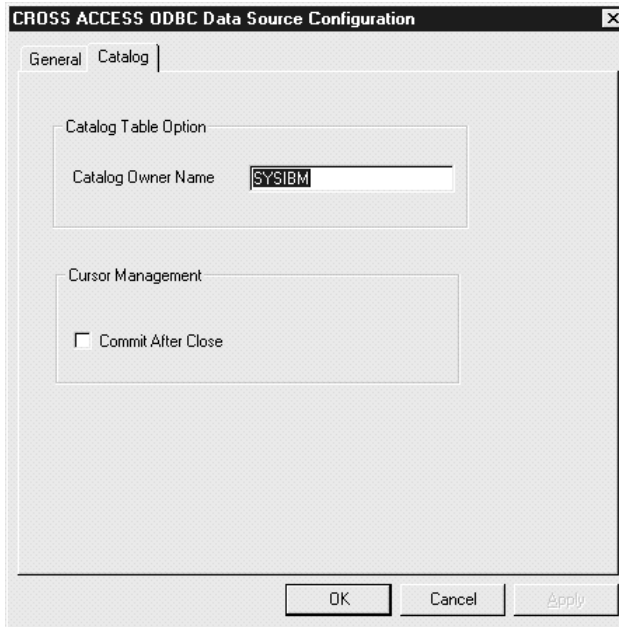 CROSS ACCESS ODBC Data Source Configuration
General Catalog
Catalog Table Option
Catalog Owner Name SYSIBM
Cursor Management
Commit After Close
OK Cancel Apply